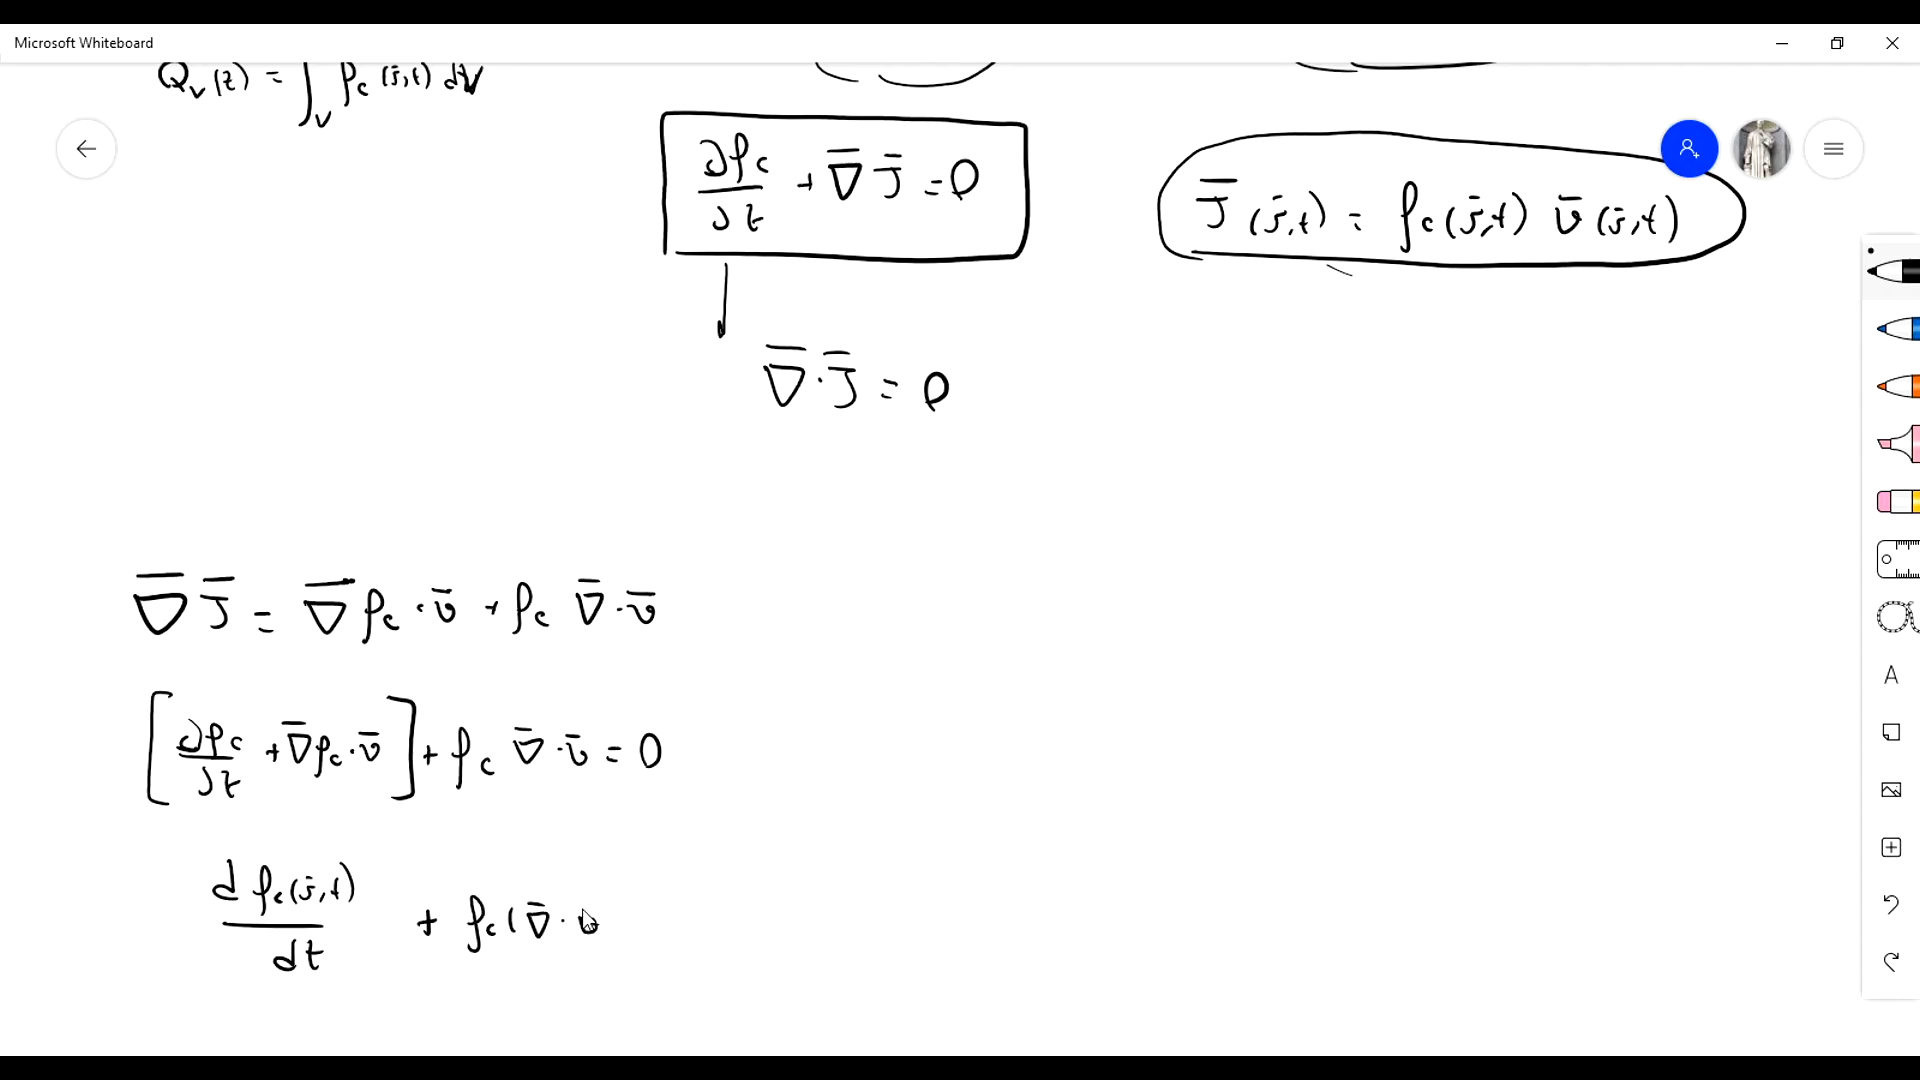 Microsoft Whiteboard
Q_v(t) = ∫_V ρ_c(r̄,t) dV
∂ρ_c/∂t + ∇̄ J̄ = 0
J̄(r̄,t) = ρ_c(r̄,t) v̄(r̄,t)
∇̄·J̄ = 0
∇̄ J̄ = ∇̄ρ_c·v̄ + ρ_c ∇̄·v̄
[∂ρ_c/∂t + ∇̄ρ_c·v̄] + ρ_c ∇̄·v̄ = 0
dρ_c(r̄,t)/dt + ρ_c(∇̄·v
A